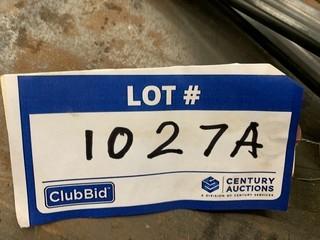 LOT #
1027A
ClubBid
CENTURY
AUCTIONS
A DIVISION OF CENTURY SERVICES